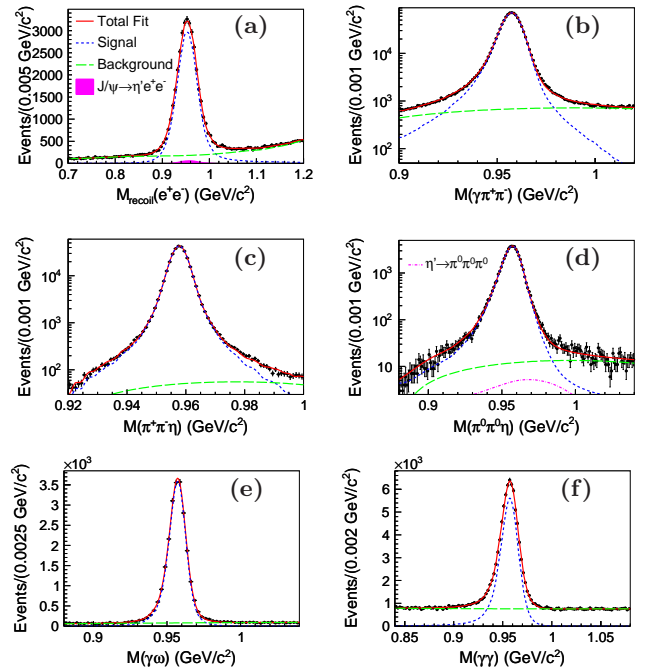 (a)
Total Fit
Signal
Background
J/ψ→η'e⁺e⁻
Events/(0.005 GeV/c²)
0 500 1000 1500 2000 2500 3000
0.7 0.8 0.9 1 1.1 1.2
M_recoil(e⁺e⁻) (GeV/c²)
(b)
Events/(0.001 GeV/c²)
10² 10³ 10⁴
0.9 0.95 1
M(γπ⁺π⁻) (GeV/c²)
(c)
Events/(0.001 GeV/c²)
10² 10³ 10⁴
0.92 0.94 0.96 0.98 1
M(π⁺π⁻η) (GeV/c²)
(d)
η'→π⁰π⁰π⁰
Events/(0.001 GeV/c²)
10 10² 10³
0.9 0.95 1
M(π⁰π⁰η) (GeV/c²)
(e)
×10³
Events/(0.0025 GeV/c²)
0 0.5 1 1.5 2 2.5 3 3.5
0.9 0.95 1
M(γω) (GeV/c²)
(f)
×10³
Events/(0.002 GeV/c²)
0 1 2 3 4 5 6
0.85 0.9 0.95 1 1.05
M(γγ) (GeV/c²)